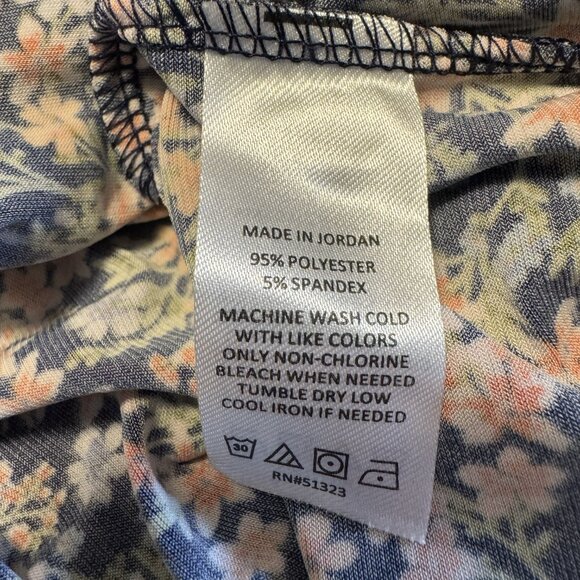 MADE IN JORDAN
95% POLYESTER
5% SPANDEX
MACHINE WASH COLD
WITH LIKE COLORS
ONLY NON-CHLORINE
BLEACH WHEN NEEDED
TUMBLE DRY LOW
COOL IRON IF NEEDED
30
RN#51323